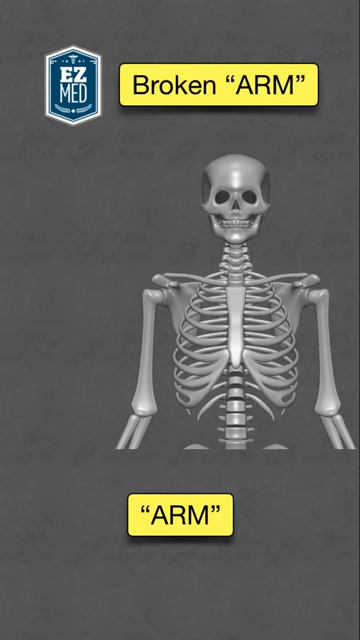 EZ
MED
Broken “ARM”
“ARM”